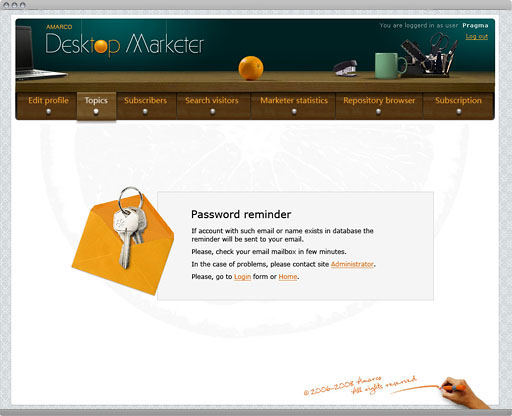 AMARCO
Desktop Marketer
You are loggerd in as user Pragma
Log out
Edit profile Topics Subscribers Search visitors Marketer statistics Repository browser Subscription
Password reminder
If account with such email or name exists in database the
reminder will be sent to your email.
Please, check your email mailbox in few minutes.
In the case of problems, please contact site Administrator.
Please, go to Login form or Home.
© 2006-2008 Amarco
All rights reserved